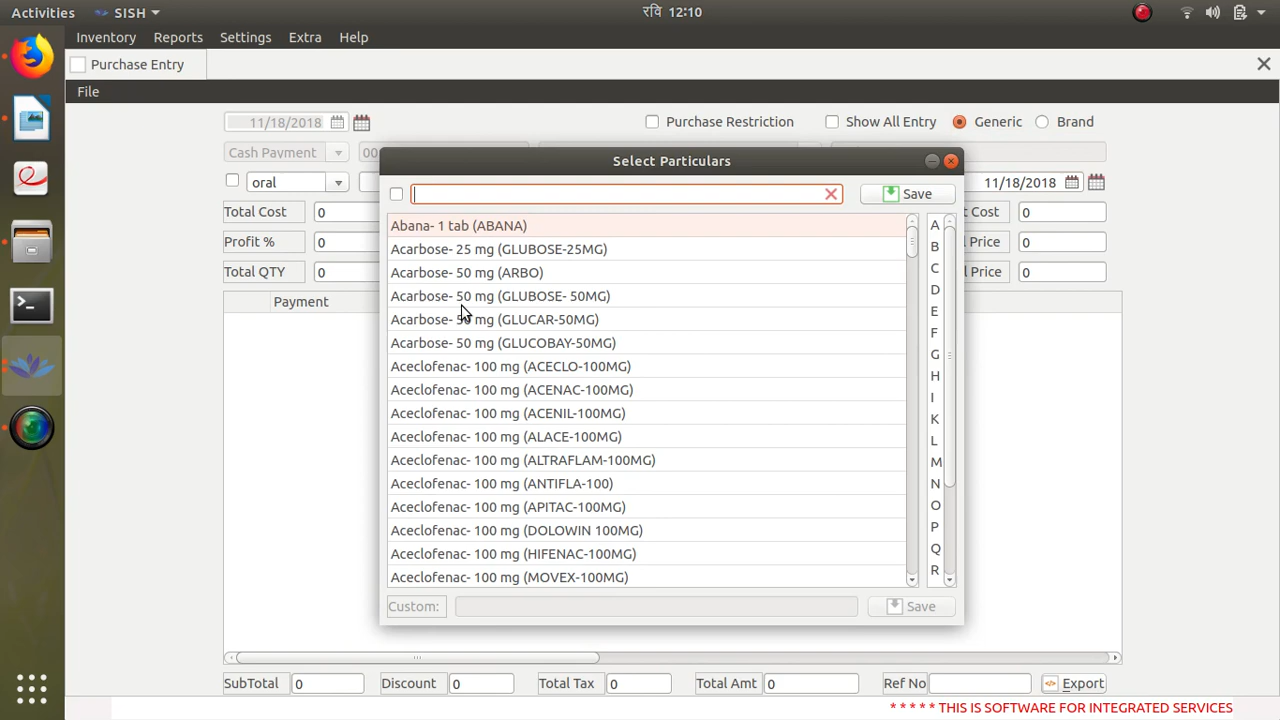 Activities SISH रवि 12:10
Inventory Reports Settings Extra Help
Purchase Entry
File
11/18/2018 Purchase Restriction Show All Entry Generic Brand
Cash Payment 00
Select Particulars
oral 11/18/2018
Save
Total Cost 0 t Cost 0
Profit % 0 l Price 0
Total QTY 0 l Price 0
Payment
Abana- 1 tab (ABANA)
Acarbose- 25 mg (GLUBOSE-25MG)
Acarbose- 50 mg (ARBO)
Acarbose- 50 mg (GLUBOSE- 50MG)
Acarbose- 50 mg (GLUCAR-50MG)
Acarbose- 50 mg (GLUCOBAY-50MG)
Aceclofenac- 100 mg (ACECLO-100MG)
Aceclofenac- 100 mg (ACENAC-100MG)
Aceclofenac- 100 mg (ACENIL-100MG)
Aceclofenac- 100 mg (ALACE-100MG)
Aceclofenac- 100 mg (ALTRAFLAM-100MG)
Aceclofenac- 100 mg (ANTIFLA-100)
Aceclofenac- 100 mg (APITAC-100MG)
Aceclofenac- 100 mg (DOLOWIN 100MG)
Aceclofenac- 100 mg (HIFENAC-100MG)
Aceclofenac- 100 mg (MOVEX-100MG)
A
B
C
D
E
F
G
H
I
K
L
M
N
O
P
Q
R
Custom: Save
SubTotal 0 Discount 0 Total Tax 0 Total Amt 0 Ref No Export
* * * * * THIS IS SOFTWARE FOR INTEGRATED SERVICES